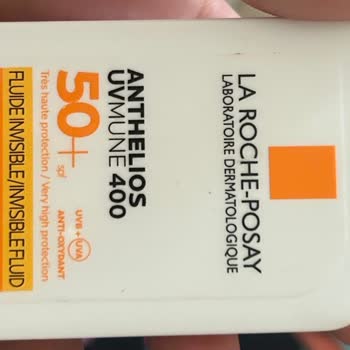 LA ROCHE-POSAY
LABORATOIRE DERMATOLOGIQUE
ANTHELIOS
UVMUNE 400
50+
spf
UVB + UVA
ANTI-OXYDANT
Très haute protection / Very high protection
FLUIDE INVISIBLE/INVISIBLE FLUID